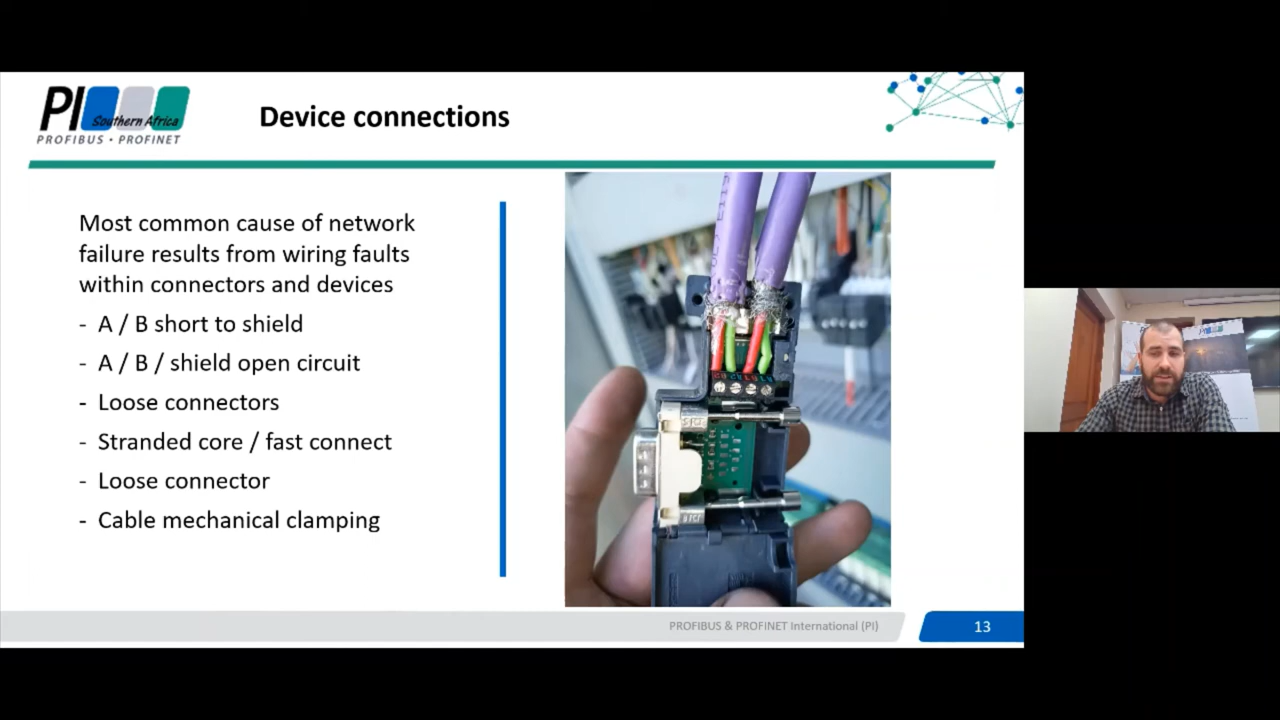 PI
Southern Africa
PROFIBUS • PROFINET
Device connections
Most common cause of network
failure results from wiring faults
within connectors and devices
- A / B short to shield
- A / B / shield open circuit
- Loose connectors
- Stranded core / fast connect
- Loose connector
- Cable mechanical clamping
PROFIBUS & PROFINET International (PI)
13